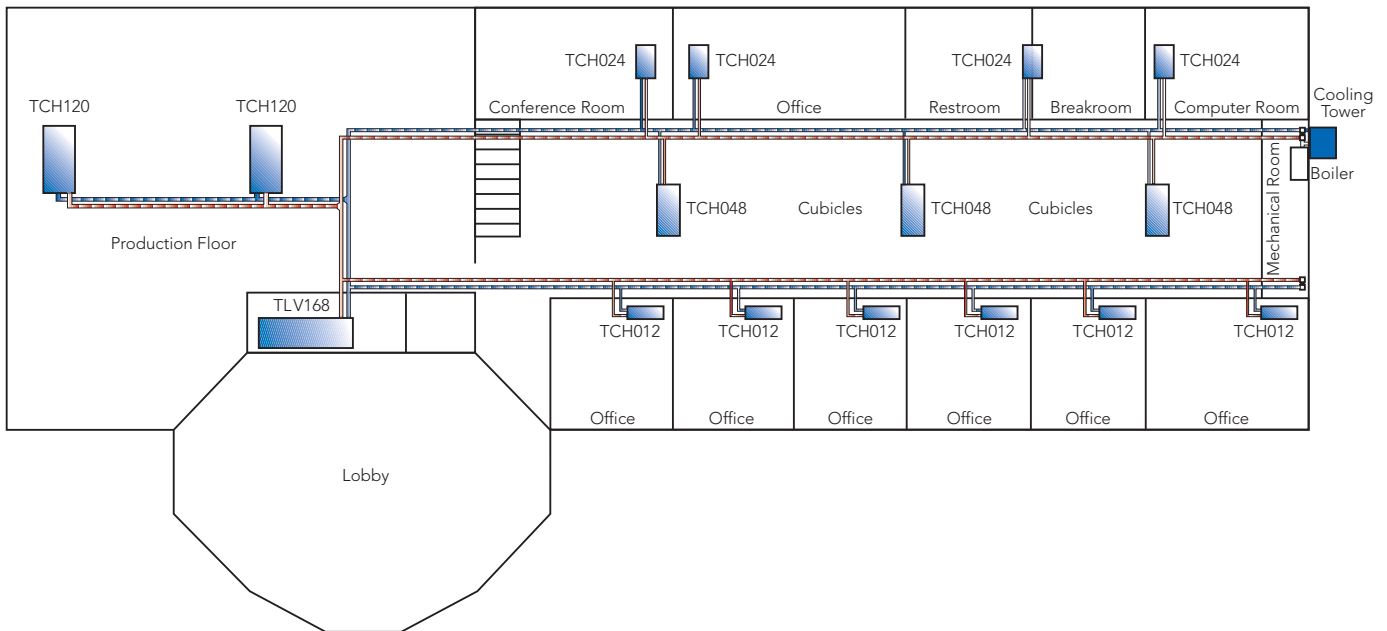 TCH024
TCH024
TCH024
TCH024
Conference Room
Office
Restroom
Breakroom
Computer Room
Cooling
Tower
TCH120
TCH120
Boiler
Mechanical Room
TCH048
Cubicles
TCH048
Cubicles
TCH048
Production Floor
TLV168
TCH012
TCH012
TCH012
TCH012
TCH012
TCH012
Office
Office
Office
Office
Office
Office
Lobby